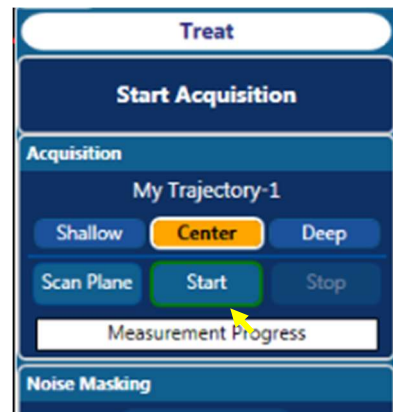 Treat
Start Acquisition
Acquisition
My Trajectory-1
Shallow Center Deep
Scan Plane Start Stop
Measurement Progress
Noise Masking